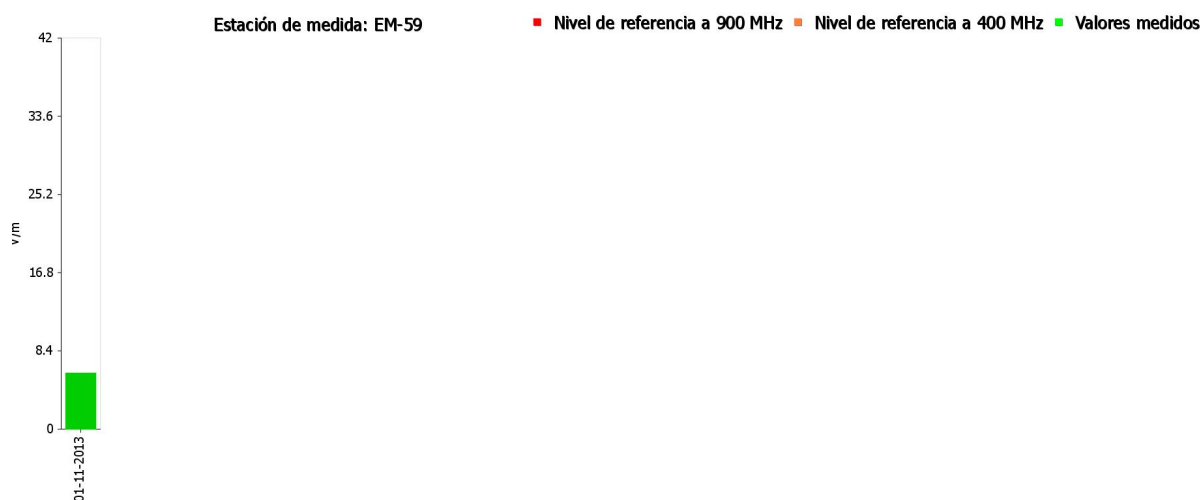 Estación de medida: EM-59
Nivel de referencia a 900 MHz
Nivel de referencia a 400 MHz
Valores medidos
42
33.6
25.2
16.8
8.4
0
v/m
01-11-2013